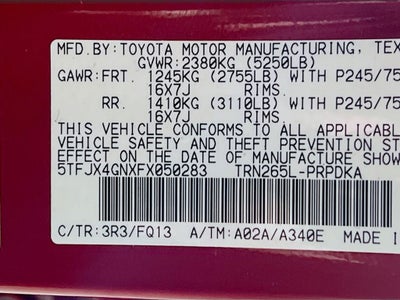 MFD.BY:TOYOTA MOTOR MANUFACTURING, TEX
GVWR:2380KG(5250LB)
GAWR:FRT. 1245KG(2755LB) WITH P245/75
16X7J RIMS.
RR. 1410KG(3110LB) WITH P245/75
16X7J RIMS.
THIS VEHICLE CONFORMS TO ALL APPLICABL
VEHICLE SAFETY AND THEFT PREVENTION ST
EFFECT ON THE DATE OF MANUFACTURE SHOW
5TFJX4GNXFX050283 TRN265L-PRPDKA
C/TR:3R3/FQ13 A/TM:A02A/A340E MADE I